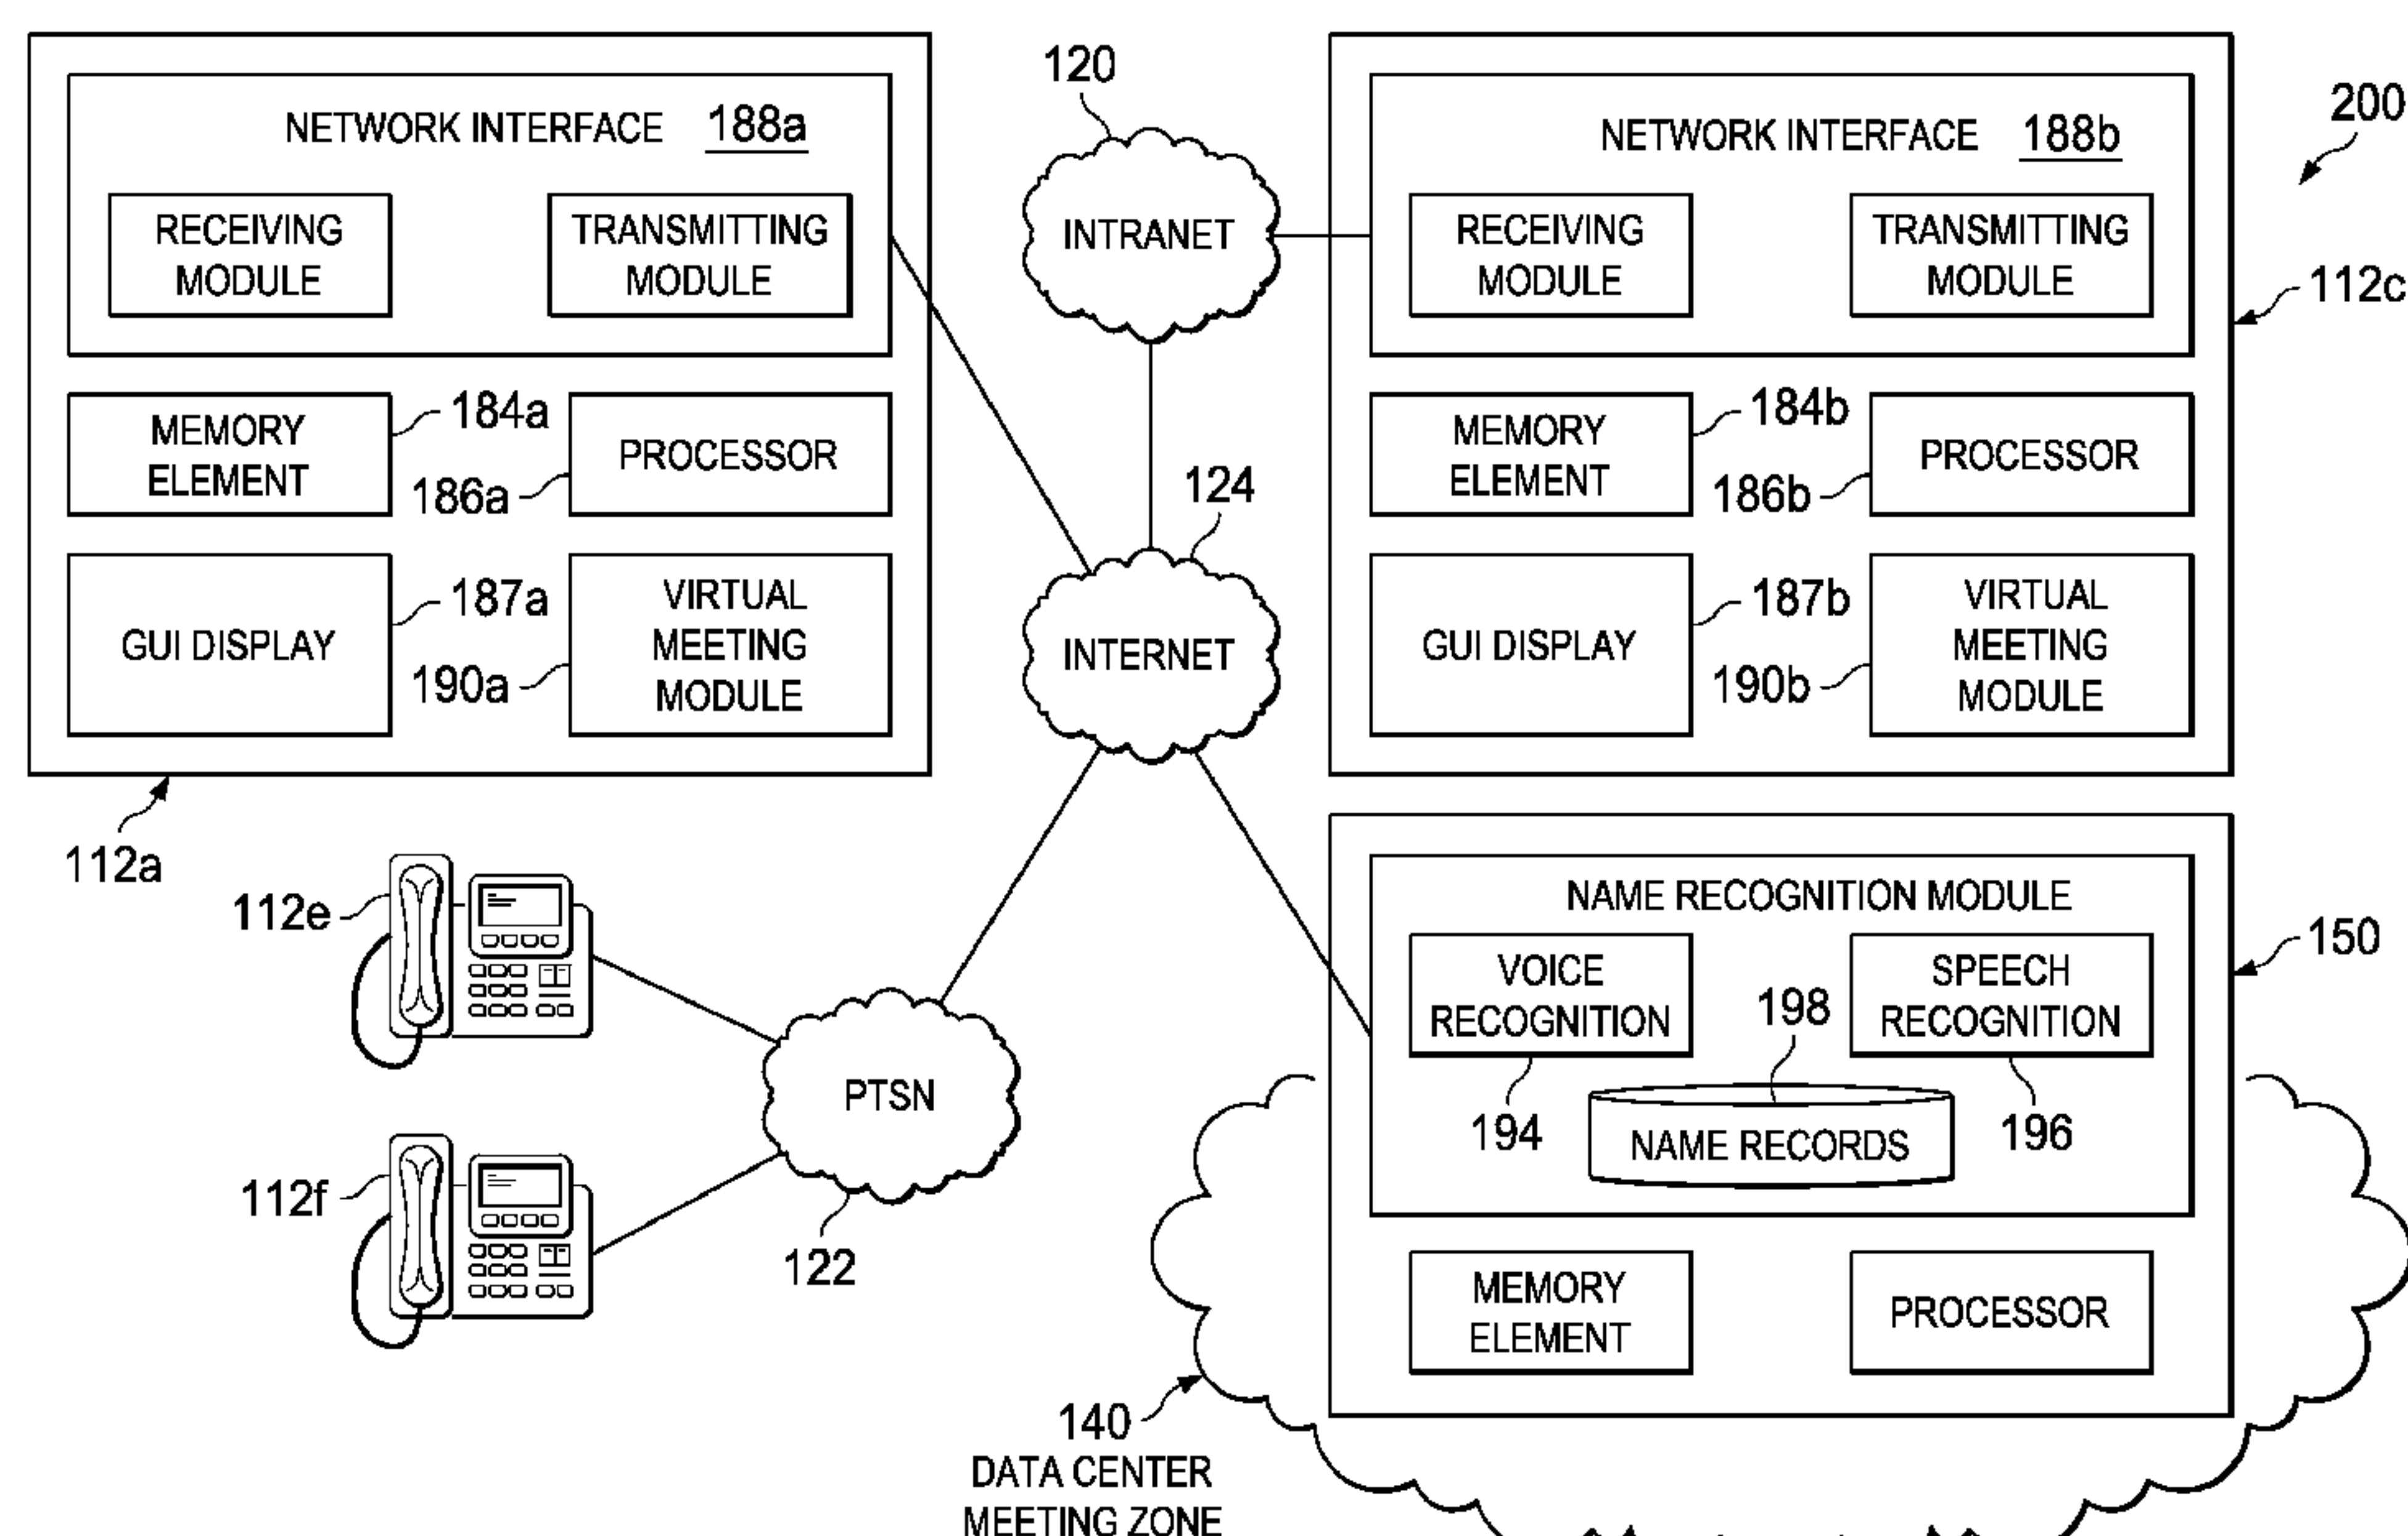 NETWORK INTERFACE 188a
RECEIVING
MODULE
TRANSMITTING
MODULE
MEMORY
ELEMENT
184a
186a
PROCESSOR
GUI DISPLAY
187a
190a
VIRTUAL
MEETING
MODULE
112a
120
INTRANET
124
INTERNET
NETWORK INTERFACE 188b
RECEIVING
MODULE
TRANSMITTING
MODULE
MEMORY
ELEMENT
184b
186b
PROCESSOR
GUI DISPLAY
187b
190b
VIRTUAL
MEETING
MODULE
200
112c
112e
112f
PTSN
122
NAME RECOGNITION MODULE
VOICE
RECOGNITION
194
198
NAME RECORDS
SPEECH
RECOGNITION
196
150
MEMORY
ELEMENT
PROCESSOR
140
DATA CENTER
MEETING ZONE